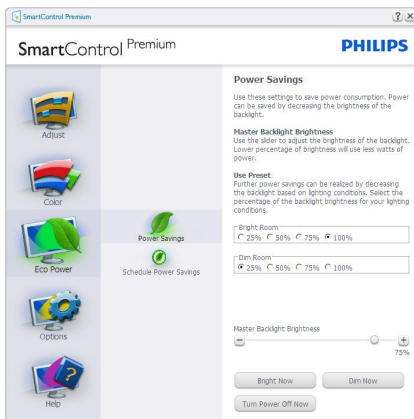 SmartControl Premium
SmartControl Premium
PHILIPS
Adjust
Color
Eco Power
Options
Help
Power Savings
Schedule Power Savings
Power Savings
Use these settings to save power consumption. Power
can be saved by decreasing the brightness of the
backlight.
Master Backlight Brightness
Use the slider to adjust the brightness of the backlight.
Lower percentage of brightness will use less watts of
power.
Use Preset
Further power savings can be realized by decreasing
the backlight based on lighting conditions. Select the
percentage of the backlight brightness for your lighting
conditions.
Bright Room
25% 50% 75% 100%
Dim Room
25% 50% 75% 100%
Master Backlight Brightness
75%
Bright Now Dim Now
Turn Power Off Now